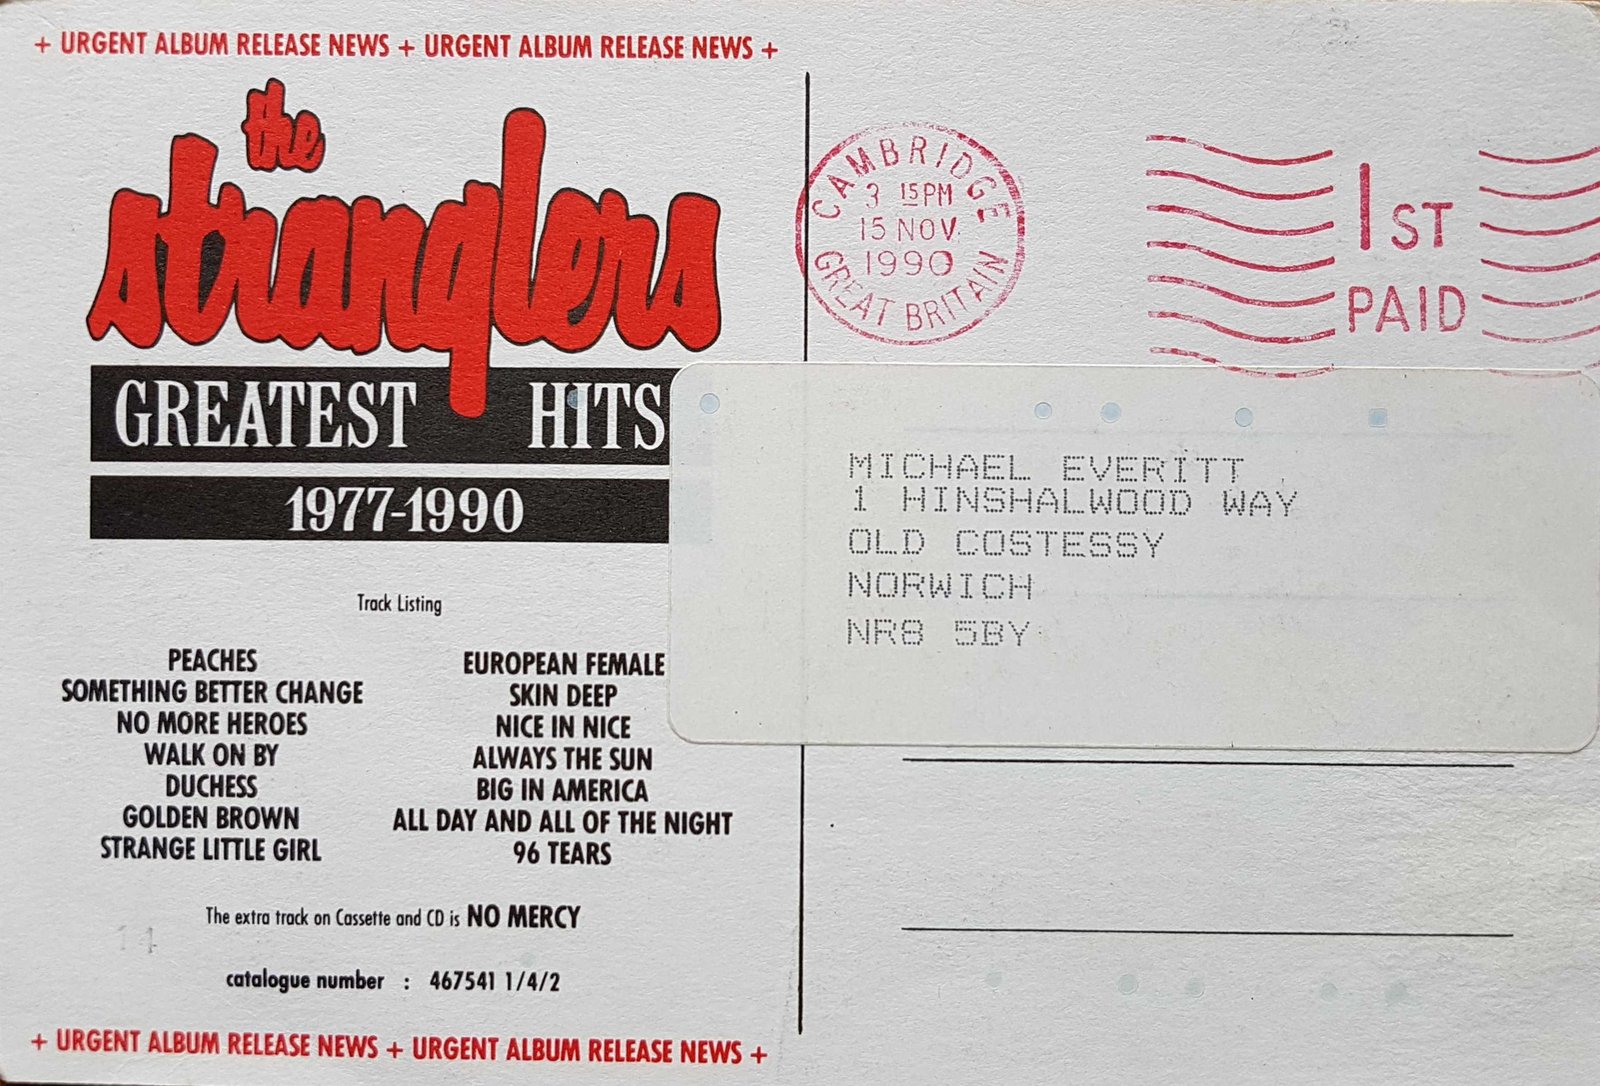 + URGENT ALBUM RELEASE NEWS + URGENT ALBUM RELEASE NEWS +
the
stranglers
GREATEST HITS
1977-1990
Track Listing
PEACHES
SOMETHING BETTER CHANGE
NO MORE HEROES
WALK ON BY
DUCHESS
GOLDEN BROWN
STRANGE LITTLE GIRL
EUROPEAN FEMALE
SKIN DEEP
NICE IN NICE
ALWAYS THE SUN
BIG IN AMERICA
ALL DAY AND ALL OF THE NIGHT
96 TEARS
The extra track on Cassette and CD is NO MERCY
catalogue number : 467541 1/4/2
+ URGENT ALBUM RELEASE NEWS + URGENT ALBUM RELEASE NEWS +
CAMBRIDGE
3 15PM
15 NOV
1990
GREAT BRITAIN
1ST
PAID
MICHAEL EVERITT
1 HINSHALWOOD WAY
OLD COSTESSY
NORWICH
NR8 5BY